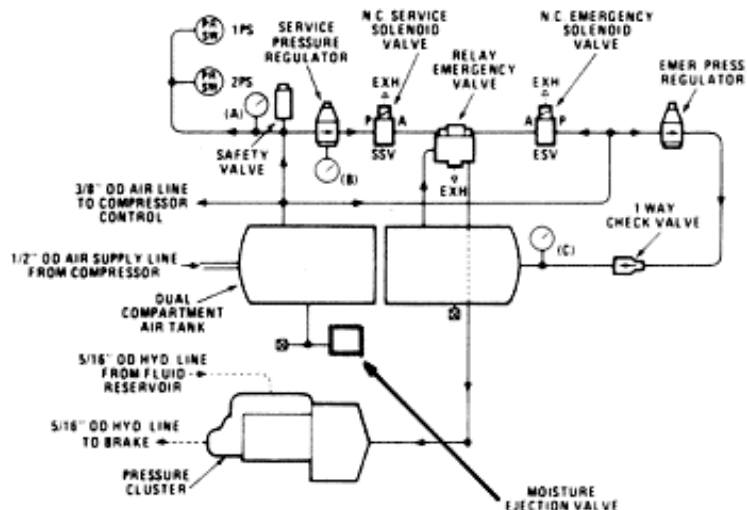 PR
SW
1PS
SERVICE
PRESSURE
REGULATOR
N.C. SERVICE
SOLENOID
VALVE
RELAY
EMERGENCY
VALVE
N.C. EMERGENCY
SOLENOID
VALVE
EMER PRESS
REGULATOR
PR
SW
2PS
EXH
EXH
(A)
P
A
A
P
SAFETY
VALVE
(B)
SSV
ESV
EXH
3/8" OD AIR LINE
TO COMPRESSOR
CONTROL
1 WAY
CHECK VALVE
(C)
1/2" OD AIR SUPPLY LINE
FROM COMPRESSOR
DUAL
COMPARTMENT
AIR TANK
5/16" OD HYD LINE
FROM FLUID
RESERVOIR
5/16" OD HYD LINE
TO BRAKE
PRESSURE
CLUSTER
MOISTURE
EJECTION VALVE